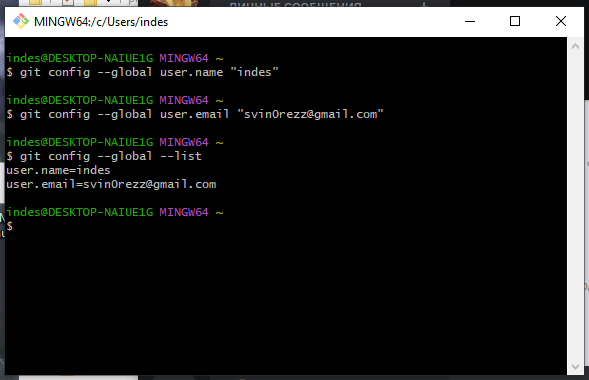 ЛИЧНЫЕ СООБЩЕНИЯ
MINGW64:/c/Users/indes
indes@DESKTOP-NAIUE1G MINGW64 ~
$ git config --global user.name "indes"
indes@DESKTOP-NAIUE1G MINGW64 ~
$ git config --global user.email "svin0rezz@gmail.com"
indes@DESKTOP-NAIUE1G MINGW64 ~
$ git config --global --list
user.name=indes
user.email=svin0rezz@gmail.com
indes@DESKTOP-NAIUE1G MINGW64 ~
$